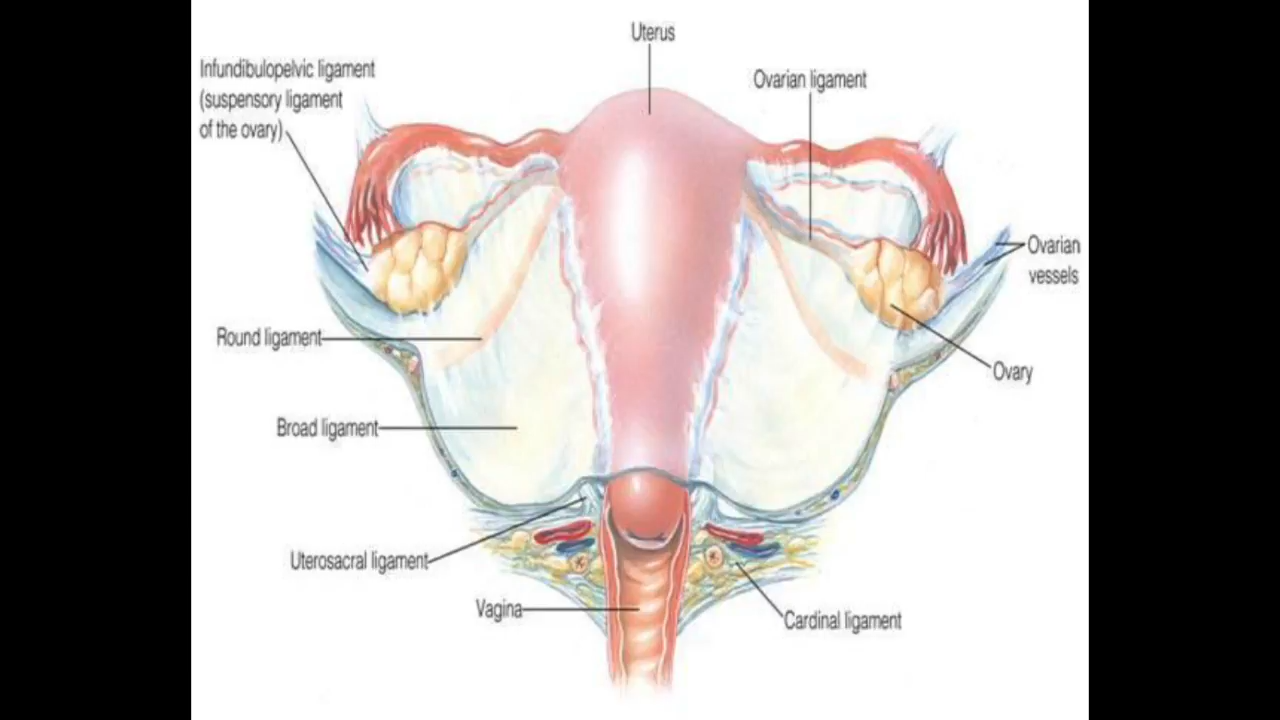 Uterus
Infundibulopelvic ligament
(suspensory ligament
of the ovary)
Ovarian ligament
Ovarian
vessels
Round ligament
Ovary
Broad ligament
Uterosacral ligament
Vagina
Cardinal ligament